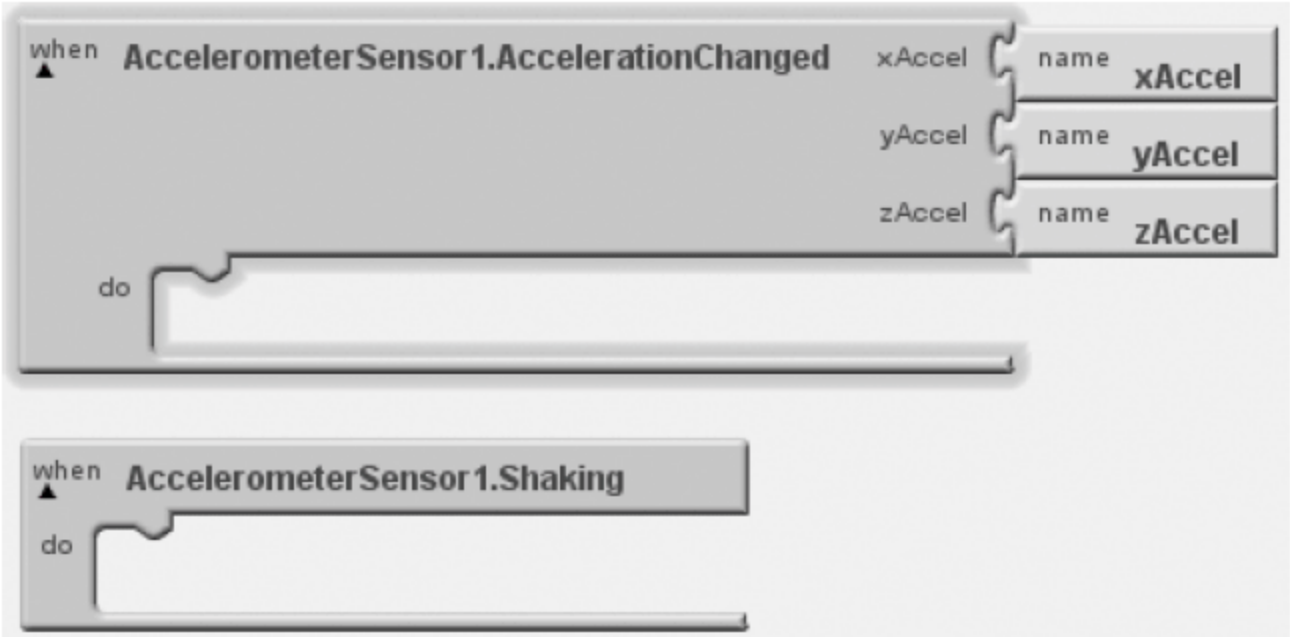 when AccelerometerSensor1.AccelerationChanged xAccel name xAccel
yAccel name yAccel
zAccel name zAccel
do
when AccelerometerSensor1.Shaking
do